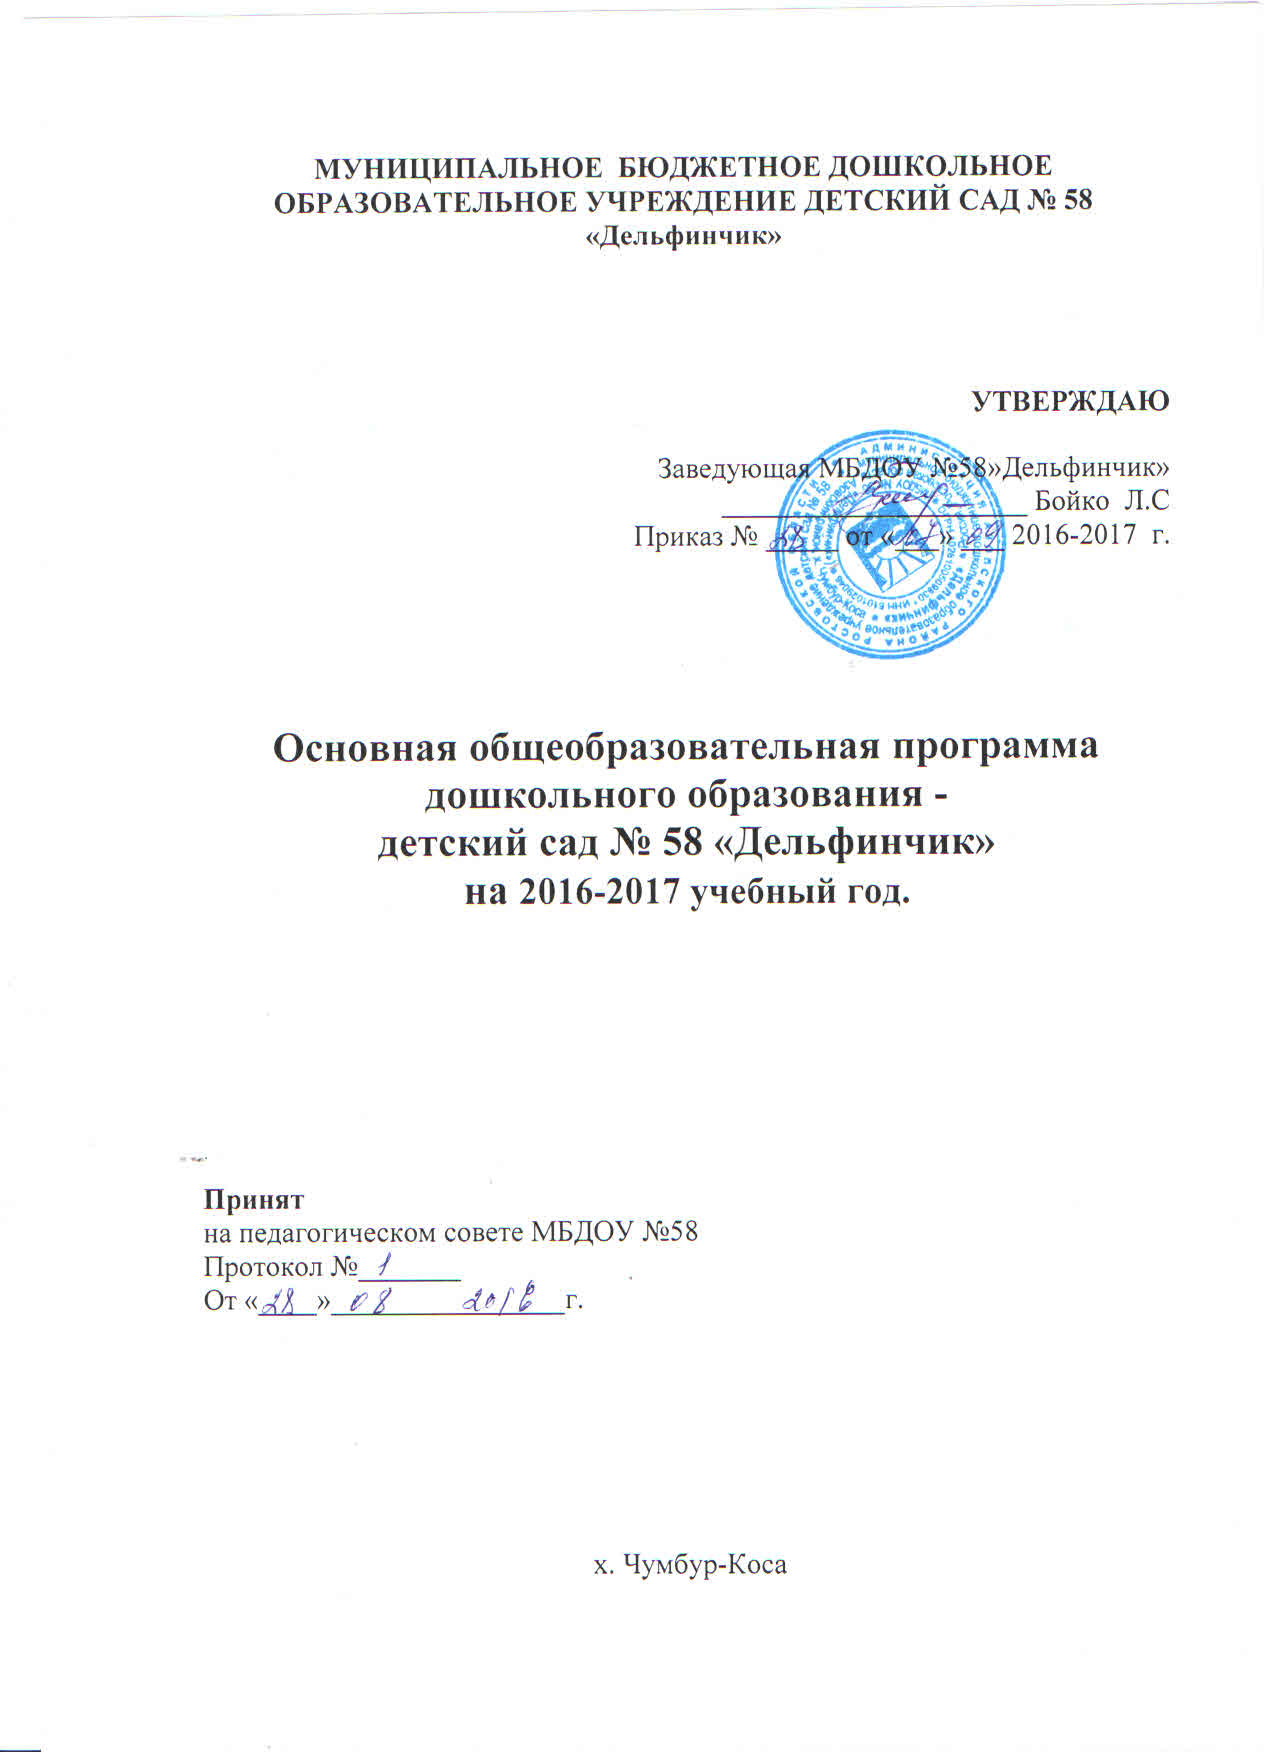 МУНИЦИПАЛЬНОЕ БЮДЖЕТНОЕ ДОШКОЛЬНОЕ
ОБРАЗОВАТЕЛЬНОЕ УЧРЕЖДЕНИЕ ДЕТСКИЙ САД № 58
«Дельфинчик»
УТВЕРЖДАЮ
Заведующая МБДОУ №58»Дельфинчик»
Бойко Л.С
Приказ № от « » 09 2016-2017 г.
Основная общеобразовательная программа
дошкольного образования -
детский сад № 58 «Дельфинчик»
на 2016-2017 учебный год.
Принят
на педагогическом совете МБДОУ №58
Протокол № 1
От «28» 08 2016 г.
х. Чумбур-Коса